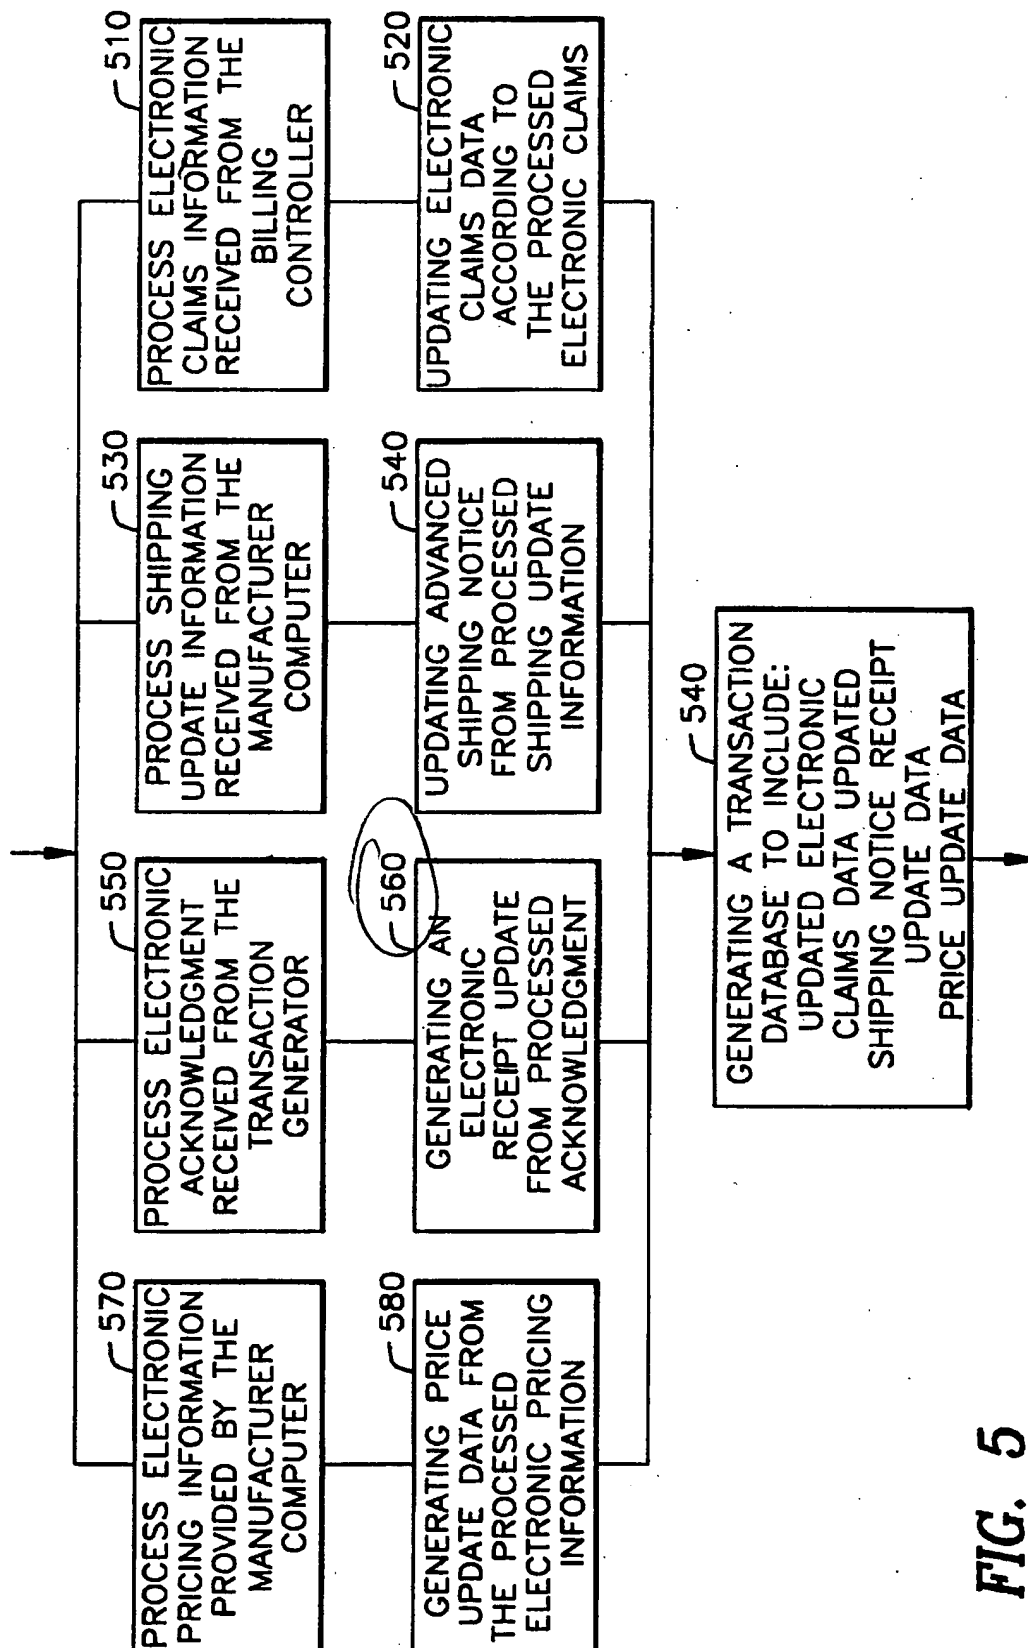 570
PROCESS ELECTRONIC
PRICING INFORMATION
PROVIDED BY THE
MANUFACTURER
COMPUTER
550
PROCESS ELECTRONIC
ACKNOWLEDGMENT
RECEIVED FROM THE
TRANSACTION
GENERATOR
530
PROCESS SHIPPING
UPDATE INFORMATION
RECEIVED FROM THE
MANUFACTURER
COMPUTER
510
PROCESS ELECTRONIC
CLAIMS INFORMATION
RECEIVED FROM THE
BILLING
CONTROLLER
580
GENERATING PRICE
UPDATE DATA FROM
THE PROCESSED
ELECTRONIC PRICING
INFORMATION
560
GENERATING AN
ELECTRONIC
RECEIPT UPDATE
FROM PROCESSED
ACKNOWLEDGMENT
540
UPDATING ADVANCED
SHIPPING NOTICE
FROM PROCESSED
SHIPPING UPDATE
INFORMATION
520
UPDATING ELECTRONIC
CLAIMS DATA
ACCORDING TO
THE PROCESSED
ELECTRONIC CLAIMS
540
GENERATING A TRANSACTION
DATABASE TO INCLUDE:
UPDATED ELECTRONIC
CLAIMS DATA UPDATED
SHIPPING NOTICE RECEIPT
UPDATE DATA
PRICE UPDATE DATA
FIG. 5